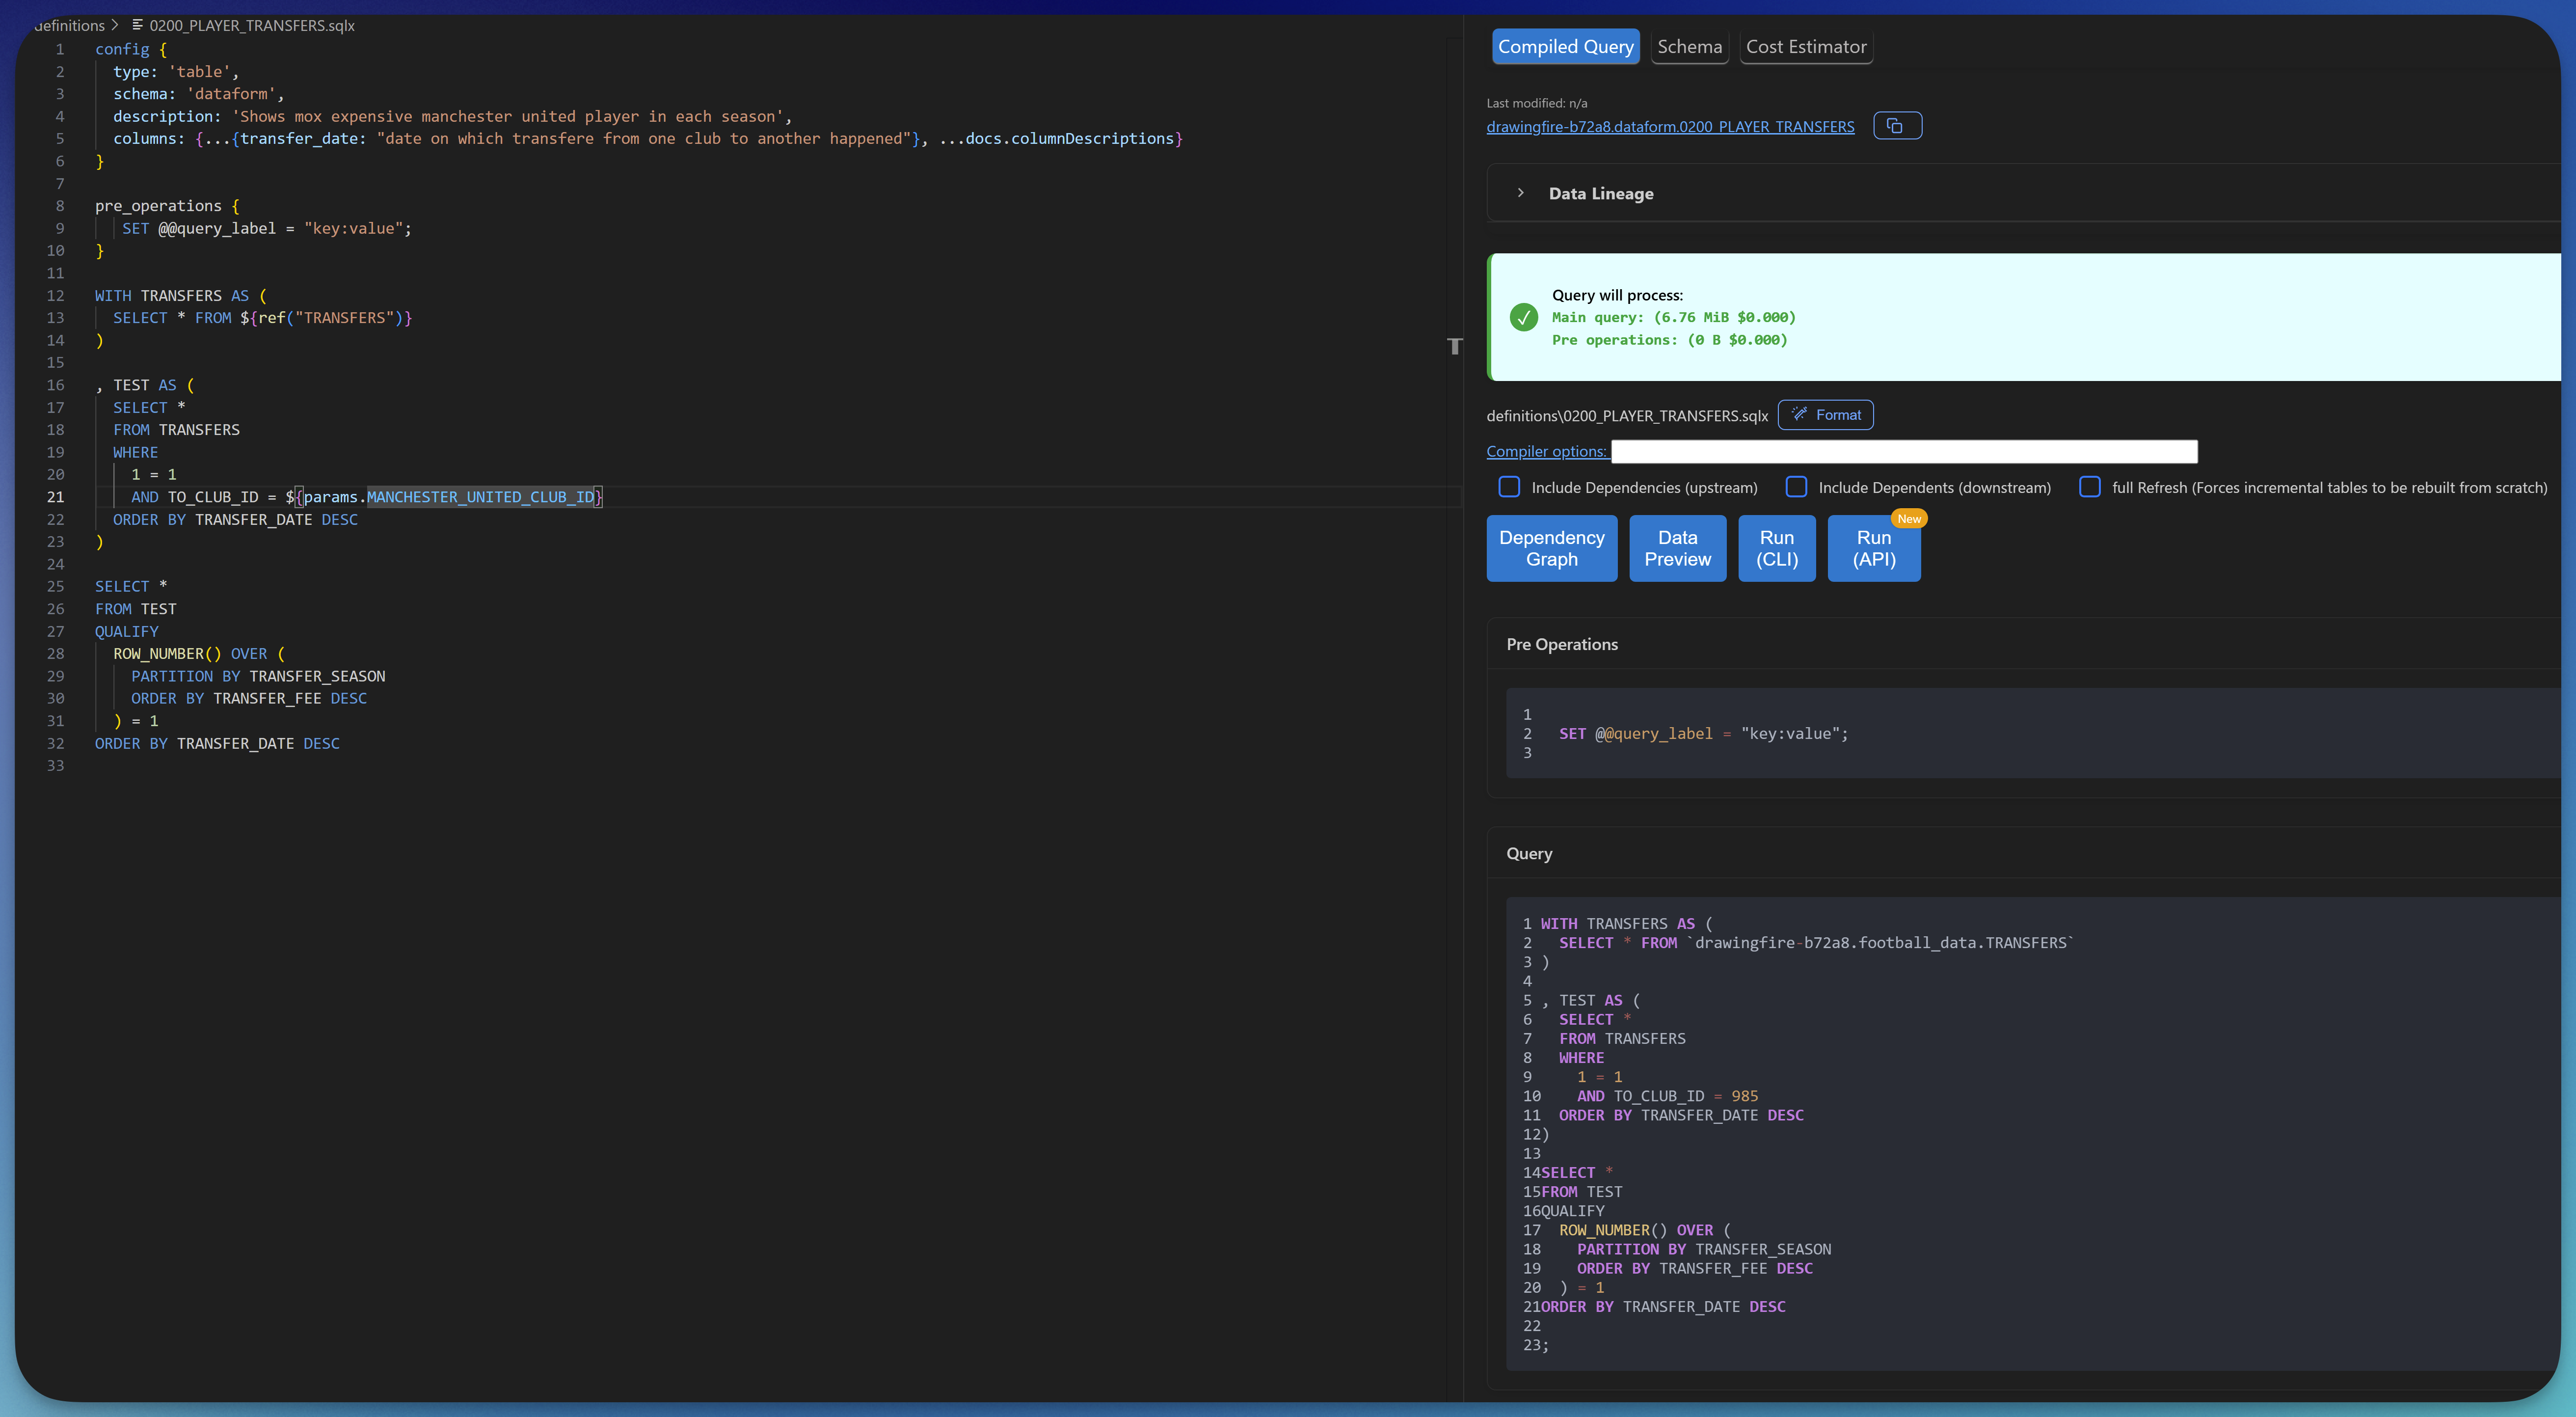 definitions > 0200_PLAYER_TRANSFERS.sqlx
1 config {
2 type: 'table',
3 schema: 'dataform',
4 description: 'Shows mox expensive manchester united player in each season',
5 columns: {...{transfer_date: "date on which transfere from one club to another happened"}, ...docs.columnDescriptions}
6 }
7
8 pre_operations {
9 SET @@query_label = "key:value";
10 }
11
12 WITH TRANSFERS AS (
13 SELECT * FROM ${ref("TRANSFERS")}
14 )
15
16 , TEST AS (
17 SELECT *
18 FROM TRANSFERS
19 WHERE
20 1 = 1
21 AND TO_CLUB_ID = ${params.MANCHESTER_UNITED_CLUB_ID}
22 ORDER BY TRANSFER_DATE DESC
23 )
24
25 SELECT *
26 FROM TEST
27 QUALIFY
28 ROW_NUMBER() OVER (
29 PARTITION BY TRANSFER_SEASON
30 ORDER BY TRANSFER_FEE DESC
31 ) = 1
32 ORDER BY TRANSFER_DATE DESC
33
T
Compiled Query Schema Cost Estimator
Last modified: n/a
drawingfire-b72a8.dataform.0200_PLAYER_TRANSFERS
> Data Lineage
Query will process:
Main query: (6.76 MiB $0.000)
Pre operations: (0 B $0.000)
definitions\0200_PLAYER_TRANSFERS.sqlx Format
Compiler options:
Include Dependencies (upstream) Include Dependents (downstream) full Refresh (Forces incremental tables to be rebuilt from scratch)
New
Dependency Graph Data Preview Run (CLI) Run (API)
Pre Operations
1
2 SET @@query_label = "key:value";
3
Query
1 WITH TRANSFERS AS (
2 SELECT * FROM `drawingfire-b72a8.football_data.TRANSFERS`
3 )
4
5 , TEST AS (
6 SELECT *
7 FROM TRANSFERS
8 WHERE
9 1 = 1
10 AND TO_CLUB_ID = 985
11 ORDER BY TRANSFER_DATE DESC
12)
13
14SELECT *
15FROM TEST
16QUALIFY
17 ROW_NUMBER() OVER (
18 PARTITION BY TRANSFER_SEASON
19 ORDER BY TRANSFER_FEE DESC
20 ) = 1
21ORDER BY TRANSFER_DATE DESC
22
23;